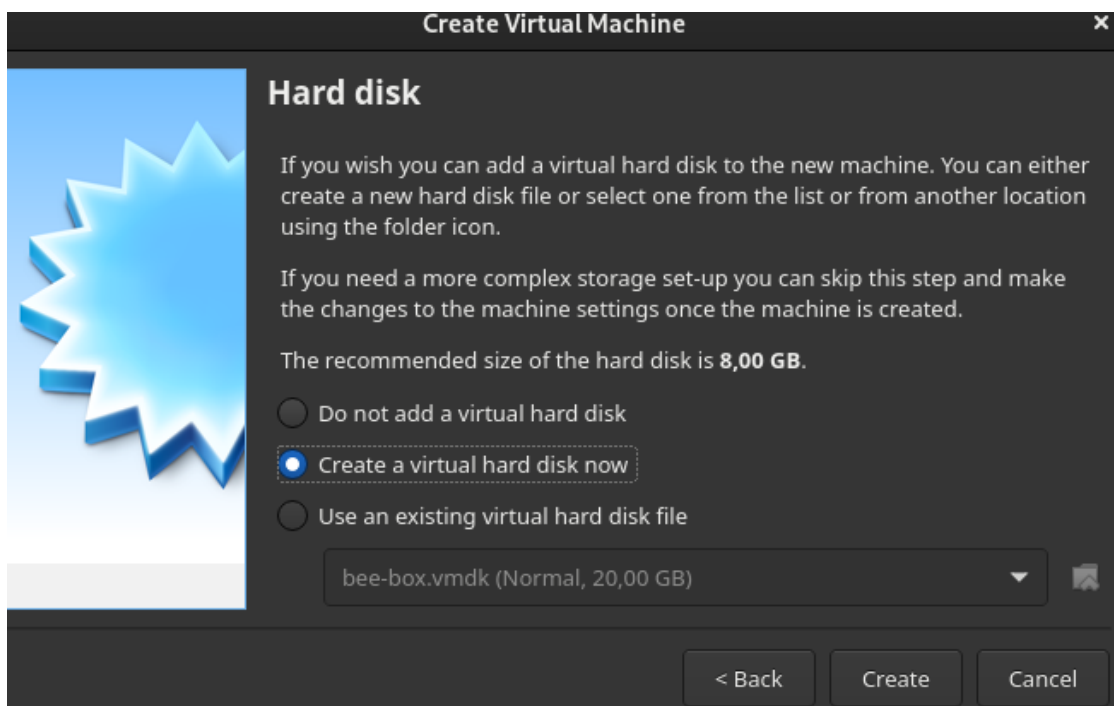 Create Virtual Machine
Hard disk
If you wish you can add a virtual hard disk to the new machine. You can either
create a new hard disk file or select one from the list or from another location
using the folder icon.
If you need a more complex storage set-up you can skip this step and make
the changes to the machine settings once the machine is created.
The recommended size of the hard disk is 8,00 GB.
Do not add a virtual hard disk
Create a virtual hard disk now
Use an existing virtual hard disk file
bee-box.vmdk (Normal, 20,00 GB)
< Back
Create
Cancel